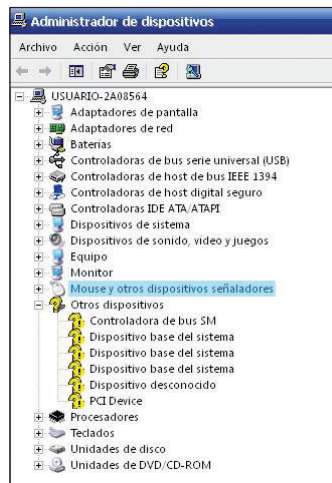 Administrador de dispositivos
Archivo Acción Ver Ayuda
USUARIO-2A08564
Adaptadores de pantalla
Adaptadores de red
Baterías
Controladoras de bus serie universal (USB)
Controladoras de host de bus IEEE 1394
Controladoras de host digital seguro
Controladoras IDE ATA/ATAPI
Dispositivos de sistema
Dispositivos de sonido, vídeo y juegos
Equipo
Monitor
Mouse y otros dispositivos señaladores
Otros dispositivos
Controladora de bus SM
Dispositivo base del sistema
Dispositivo base del sistema
Dispositivo base del sistema
Dispositivo desconocido
PCI Device
Procesadores
Teclados
Unidades de disco
Unidades de DVD/CD-ROM